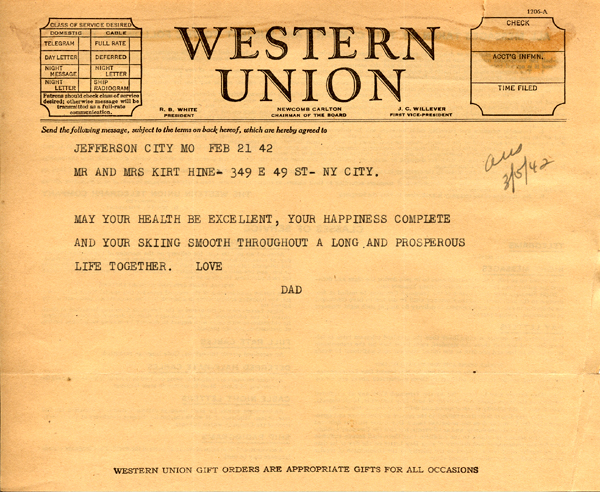 1206-A
CLASS OF SERVICE DESIRED
DOMESTIC CABLE
TELEGRAM FULL RATE
DAY LETTER DEFERRED
NIGHT MESSAGE NIGHT LETTER
NIGHT LETTER SHIP RADIOGRAM
Patrons should check class of service
desired; otherwise message will be
transmitted as a full-rate
communication.
WESTERN
UNION
CHECK
ACCT'G INFMN.
TIME FILED
R. B. WHITE
PRESIDENT
NEWCOMB CARLTON
CHAIRMAN OF THE BOARD
J. C. WILLEVER
FIRST VICE-PRESIDENT
Send the following message, subject to the terms on back hereof, which are hereby agreed to
JEFFERSON CITY MO FEB 21 42
MR AND MRS KIRT HINE- 349 E 49 ST- NY CITY.
ans
3/5/42
MAY YOUR HEALTH BE EXCELLENT, YOUR HAPPINESS COMPLETE
AND YOUR SKIING SMOOTH THROUGHOUT A LONG AND PROSPEROUS
LIFE TOGETHER. LOVE
DAD
WESTERN UNION GIFT ORDERS ARE APPROPRIATE GIFTS FOR ALL OCCASIONS